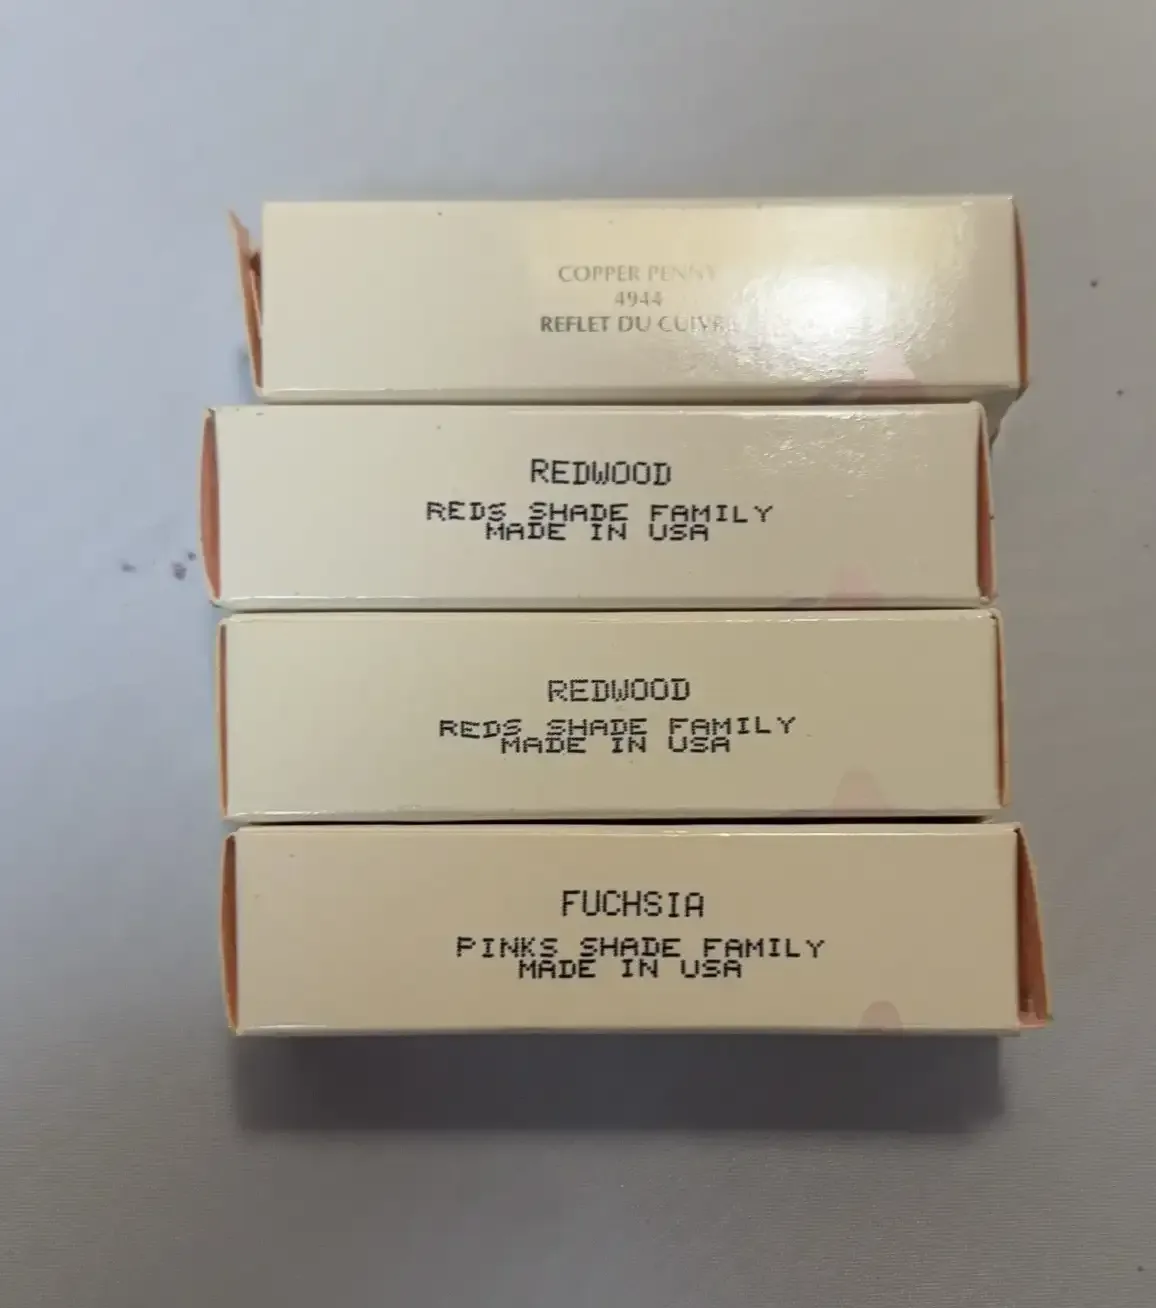 COPPER PENNY
4944
REFLET DU CUIVRE
REDWOOD
REDS SHADE FAMILY
MADE IN USA
REDWOOD
REDS SHADE FAMILY
MADE IN USA
FUCHSIA
PINKS SHADE FAMILY
MADE IN USA